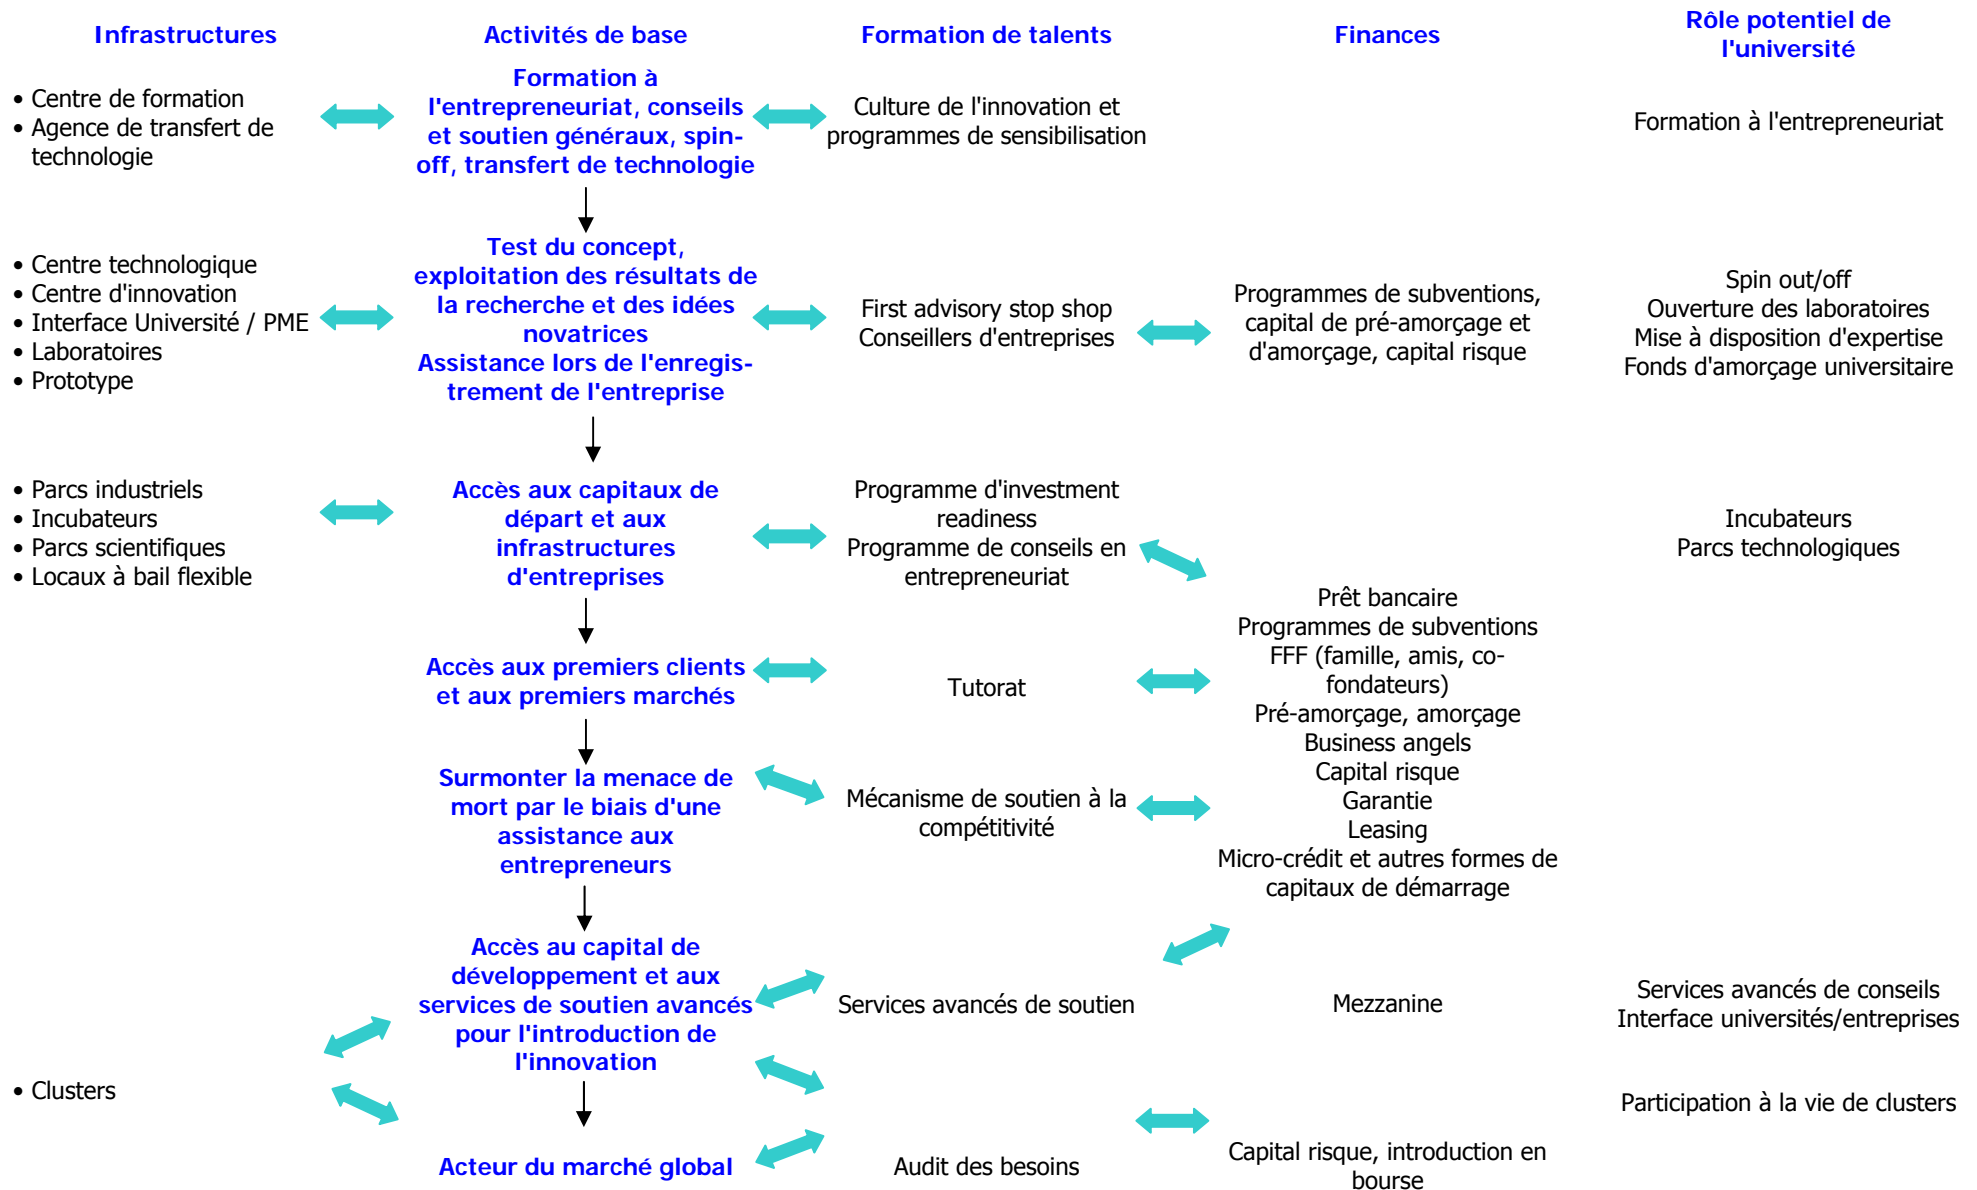 Infrastructures
Activités de base
Formation de talents
Finances
Rôle potentiel de
l'université
• Centre de formation
• Agence de transfert de
technologie
Formation à
l'entrepreneuriat, conseils
et soutien généraux, spin-
off, transfert de technologie
Culture de l'innovation et
programmes de sensibilisation
Formation à l'entrepreneuriat
• Centre technologique
• Centre d'innovation
• Interface Université / PME
• Laboratoires
• Prototype
Test du concept,
exploitation des résultats de
la recherche et des idées
novatrices
Assistance lors de l'enregis-
trement de l'entreprise
First advisory stop shop
Conseillers d'entreprises
Programmes de subventions,
capital de pré-amorçage et
d'amorçage, capital risque
Spin out/off
Ouverture des laboratoires
Mise à disposition d'expertise
Fonds d'amorçage universitaire
• Parcs industriels
• Incubateurs
• Parcs scientifiques
• Locaux à bail flexible
Accès aux capitaux de
départ et aux
infrastructures
d'entreprises
Programme d'investment
readiness
Programme de conseils en
entrepreneuriat
Incubateurs
Parcs technologiques
Accès aux premiers clients
et aux premiers marchés
Tutorat
Prêt bancaire
Programmes de subventions
FFF (famille, amis, co-
fondateurs)
Pré-amorçage, amorçage
Business angels
Capital risque
Garantie
Leasing
Micro-crédit et autres formes de
capitaux de démarrage
Surmonter la menace de
mort par le biais d'une
assistance aux
entrepreneurs
Mécanisme de soutien à la
compétitivité
Accès au capital de
développement et aux
services de soutien avancés
pour l'introduction de
l'innovation
Services avancés de soutien
Mezzanine
Services avancés de conseils
Interface universités/entreprises
• Clusters
Participation à la vie de clusters
Acteur du marché global
Audit des besoins
Capital risque, introduction en
bourse